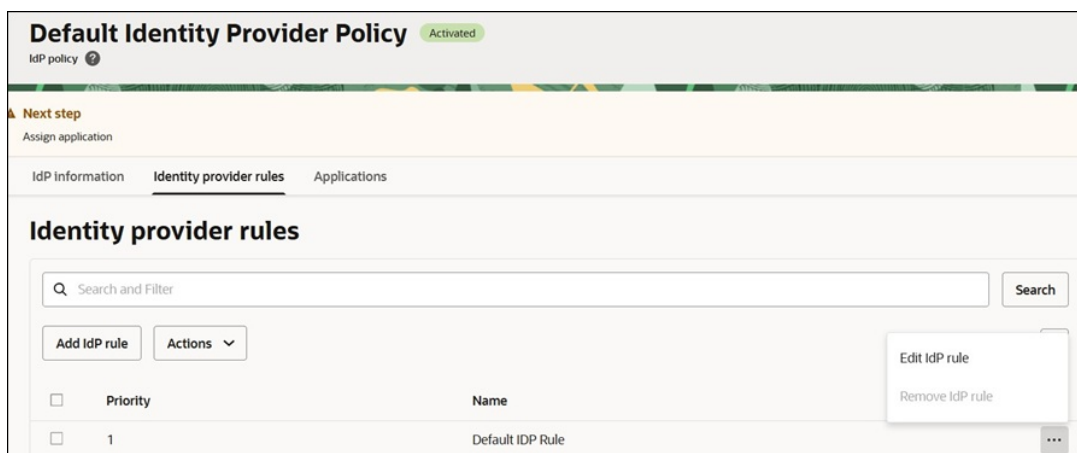 Default Identity Provider Policy Activated
IdP policy ?
Next step
Assign application
IdP information Identity provider rules Applications
Identity provider rules
Search and Filter Search
Add IdP rule Actions
Edit IdP rule
Remove IdP rule
Priority Name
1 Default IDP Rule ...